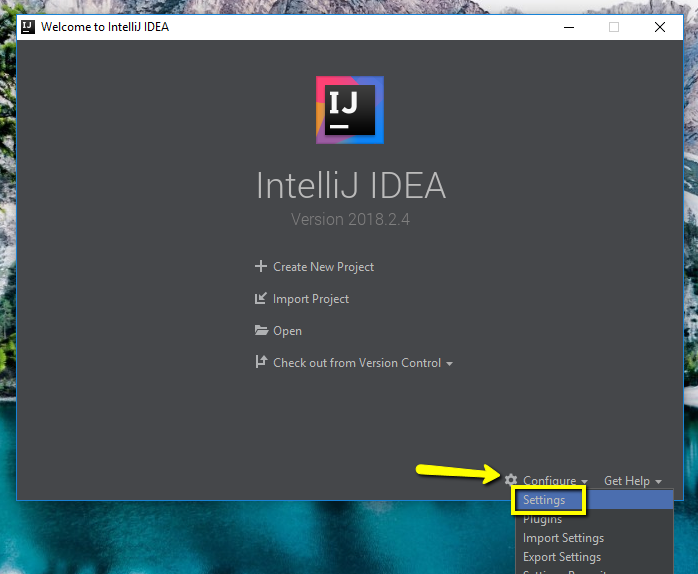 Welcome to IntelliJ IDEA
IJ
IntelliJ IDEA
Version 2018.2.4
Create New Project
Import Project
Open
Check out from Version Control
Configure
Get Help
Settings
Plugins
Import Settings
Export Settings
Settings